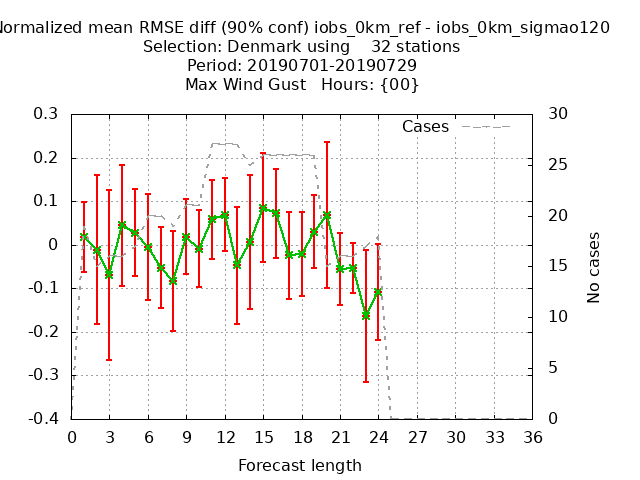 Normalized mean RMSE diff (90% conf) iobs_0km_ref - iobs_0km_sigmao120
Selection: Denmark using 32 stations
Period: 20190701-20190729
Max Wind Gust Hours: {00}
Cases
0.3
0.2
0.1
0
-0.1
-0.2
-0.3
-0.4
30
25
20
15
10
5
0
No cases
0 3 6 9 12 15 18 21 24 27 30 33 36
Forecast length